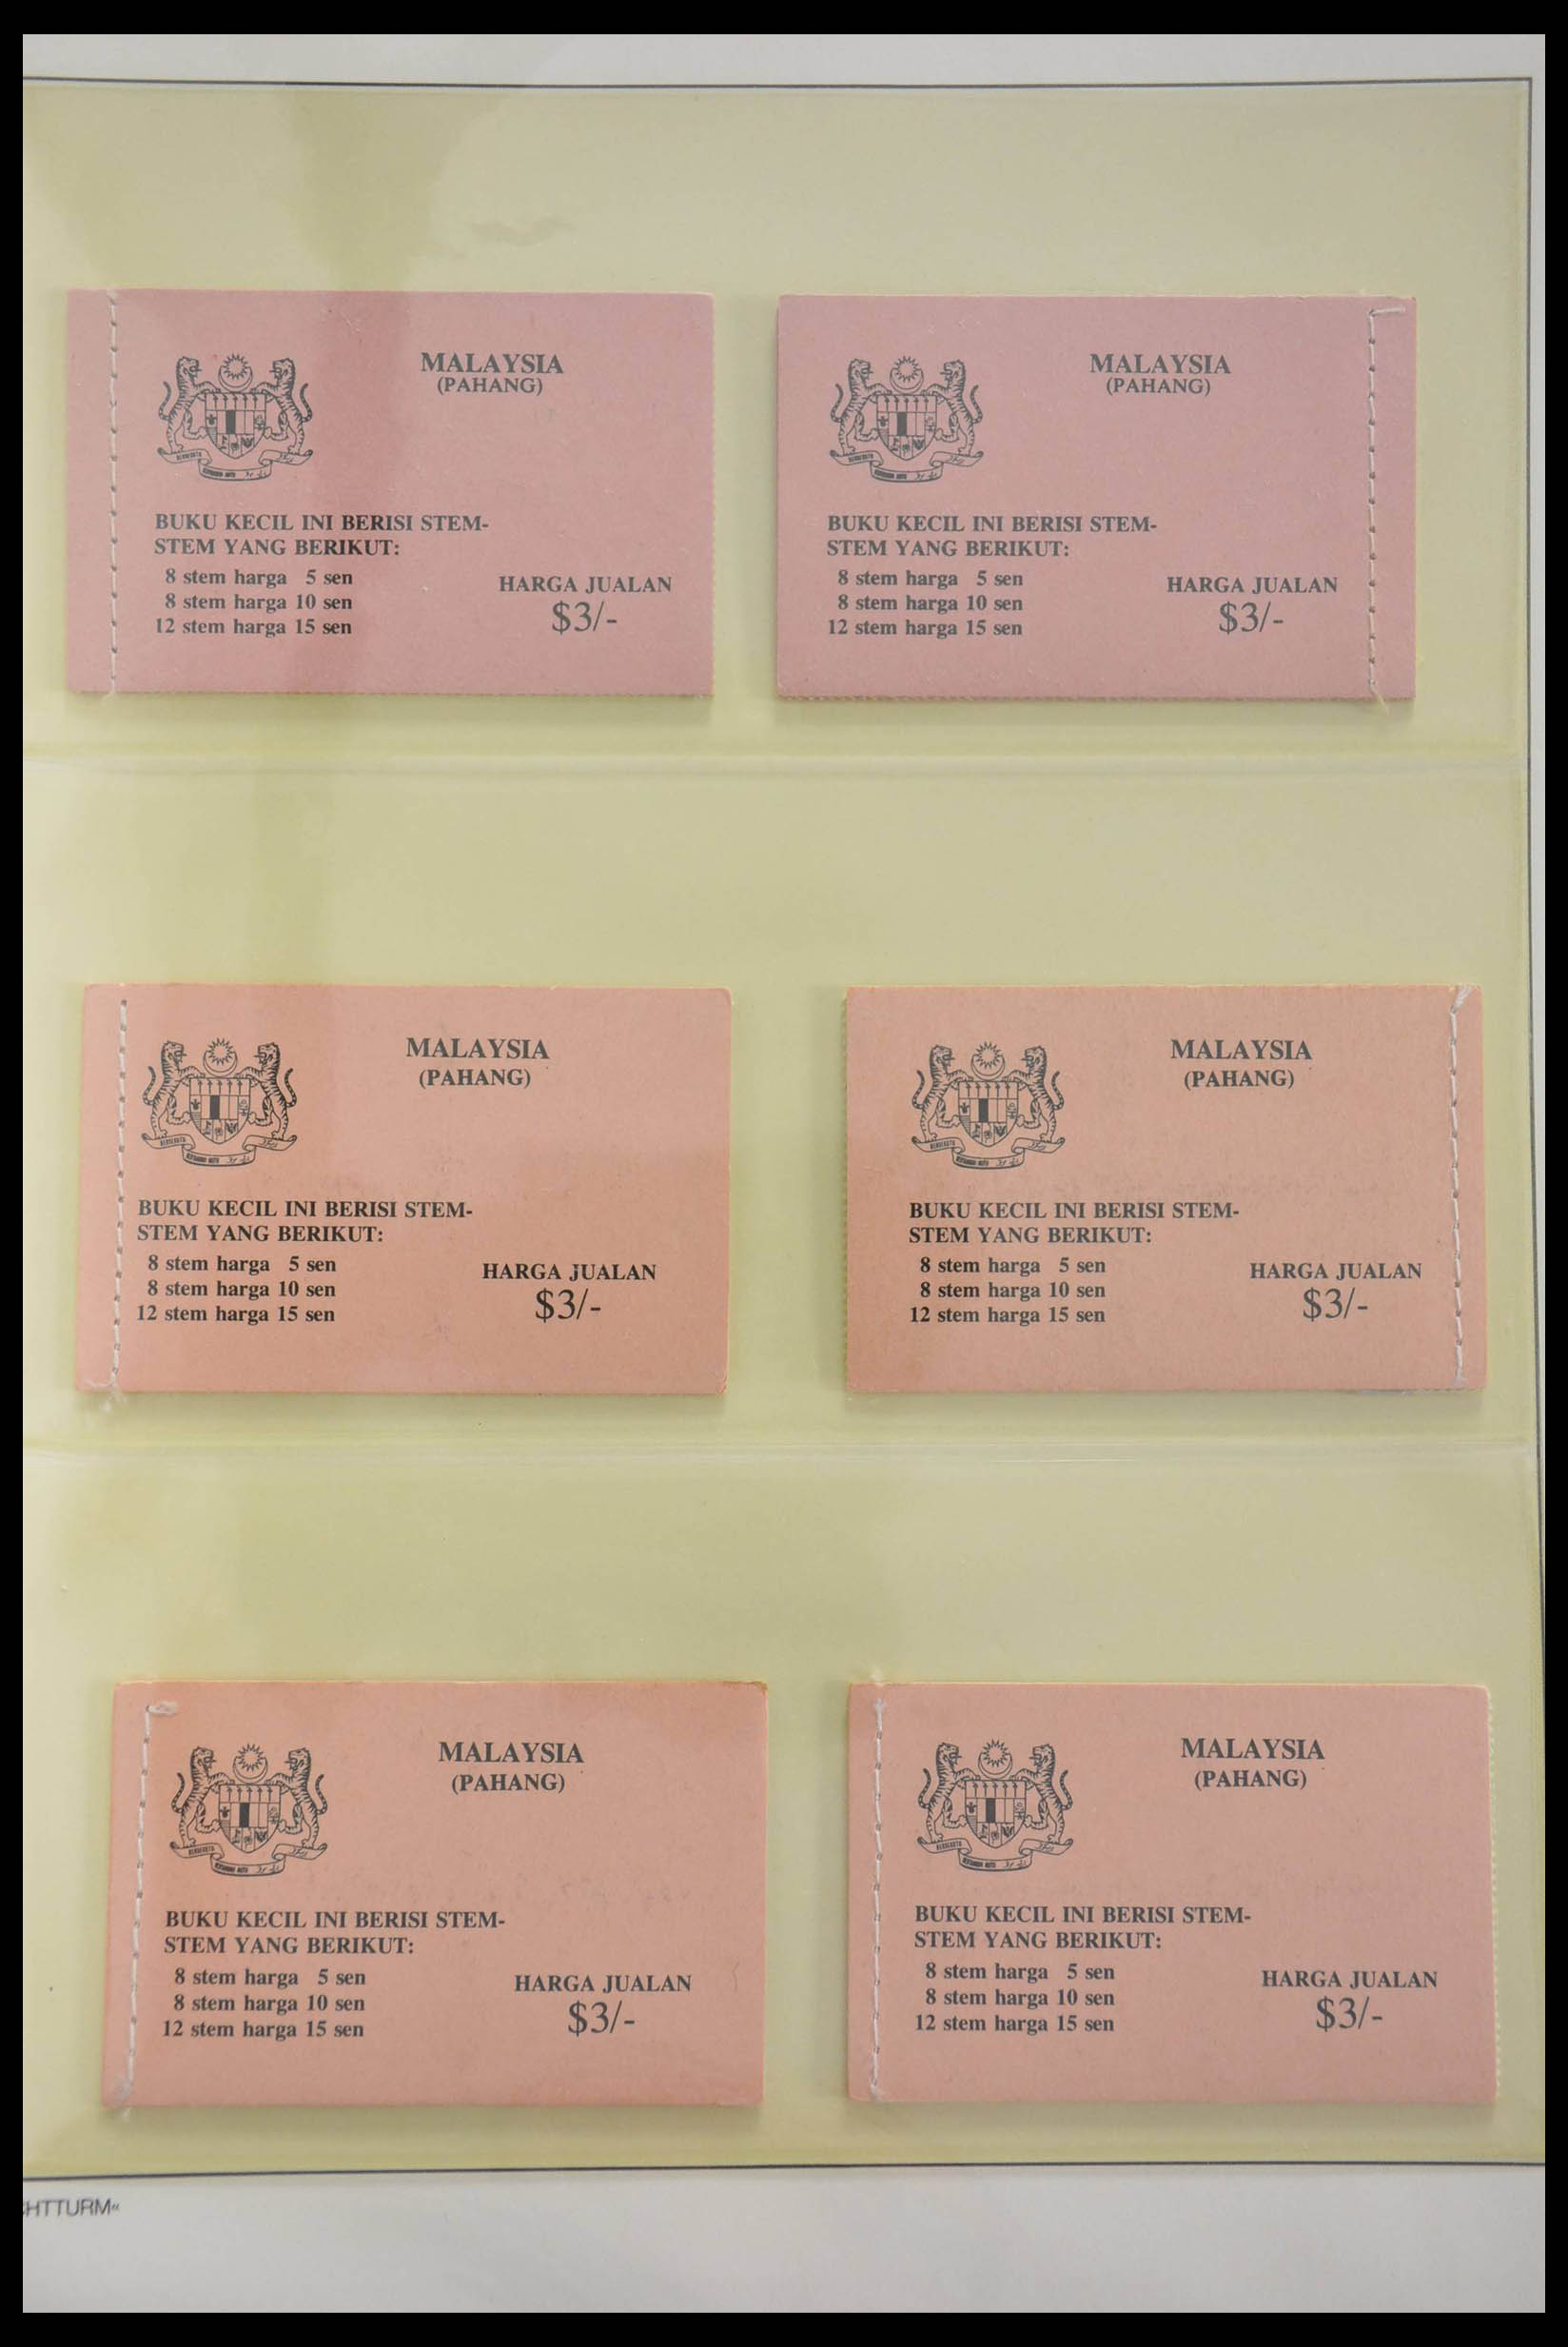 MALAYSIA
(PAHANG)
BUKU KECIL INI BERISI STEM-
STEM YANG BERIKUT:
8 stem harga 5 sen
8 stem harga 10 sen
12 stem harga 15 sen
HARGA JUALAN
$3/-
MALAYSIA
(PAHANG)
BUKU KECIL INI BERISI STEM-
STEM YANG BERIKUT:
8 stem harga 5 sen
8 stem harga 10 sen
12 stem harga 15 sen
HARGA JUALAN
$3/-
MALAYSIA
(PAHANG)
BUKU KECIL INI BERISI STEM-
STEM YANG BERIKUT:
8 stem harga 5 sen
8 stem harga 10 sen
12 stem harga 15 sen
HARGA JUALAN
$3/-
MALAYSIA
(PAHANG)
BUKU KECIL INI BERISI STEM-
STEM YANG BERIKUT:
8 stem harga 5 sen
8 stem harga 10 sen
12 stem harga 15 sen
HARGA JUALAN
$3/-
MALAYSIA
(PAHANG)
BUKU KECIL INI BERISI STEM-
STEM YANG BERIKUT:
8 stem harga 5 sen
8 stem harga 10 sen
12 stem harga 15 sen
HARGA JUALAN
$3/-
MALAYSIA
(PAHANG)
BUKU KECIL INI BERISI STEM-
STEM YANG BERIKUT:
8 stem harga 5 sen
8 stem harga 10 sen
12 stem harga 15 sen
HARGA JUALAN
$3/-
HTTURM«